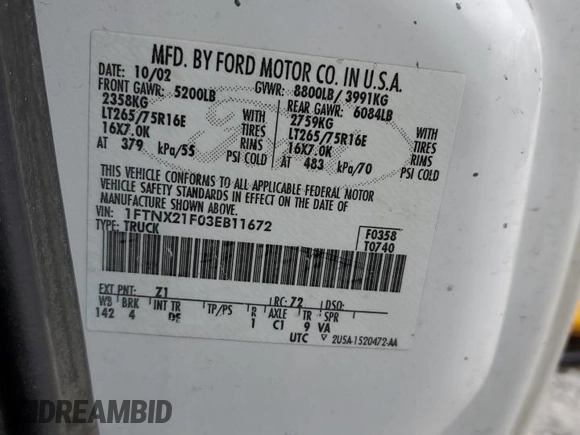 MFD. BY FORD MOTOR CO. IN U.S.A.
DATE: 10/02 GVWR: 8800LB/ 3991KG
FRONT GAWR: 5200LB REAR GAWR: 6084LB
2358KG WITH 2759KG WITH
LT265/75R16E TIRES LT265/75R16E TIRES
16X7.0K RIMS 16X7.0K RIMS
AT 379 kPa/55 PSI COLD AT 483 kPa/70 PSI COLD
THIS VEHICLE CONFORMS TO ALL APPLICABLE FEDERAL MOTOR
VEHICLE SAFETY STANDARDS IN EFFECT ON THE DATE OF
MANUFACTURE SHOWN ABOVE.
VIN: 1FTNX21F03EB11672
TYPE: TRUCK
F0358
T0740
EXT PNT: Z1 RC: 72 DSO:
WB BRK INT TR TP/PS R AXLE TR SPR
142 4 DE 1 C1 9 VA
UTC ▽ 2U5A-1520472-AA
IDREAMBID